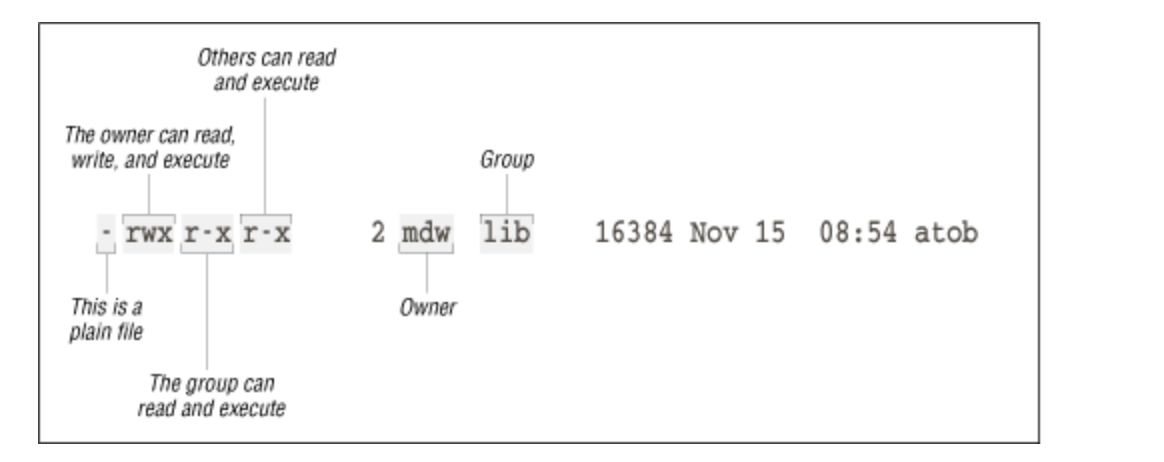 Others can read
and execute
The owner can read,
write, and execute
Group
- rwx r-x r-x 2 mdw lib 16384 Nov 15 08:54 atob
This is a
plain file
Owner
The group can
read and execute